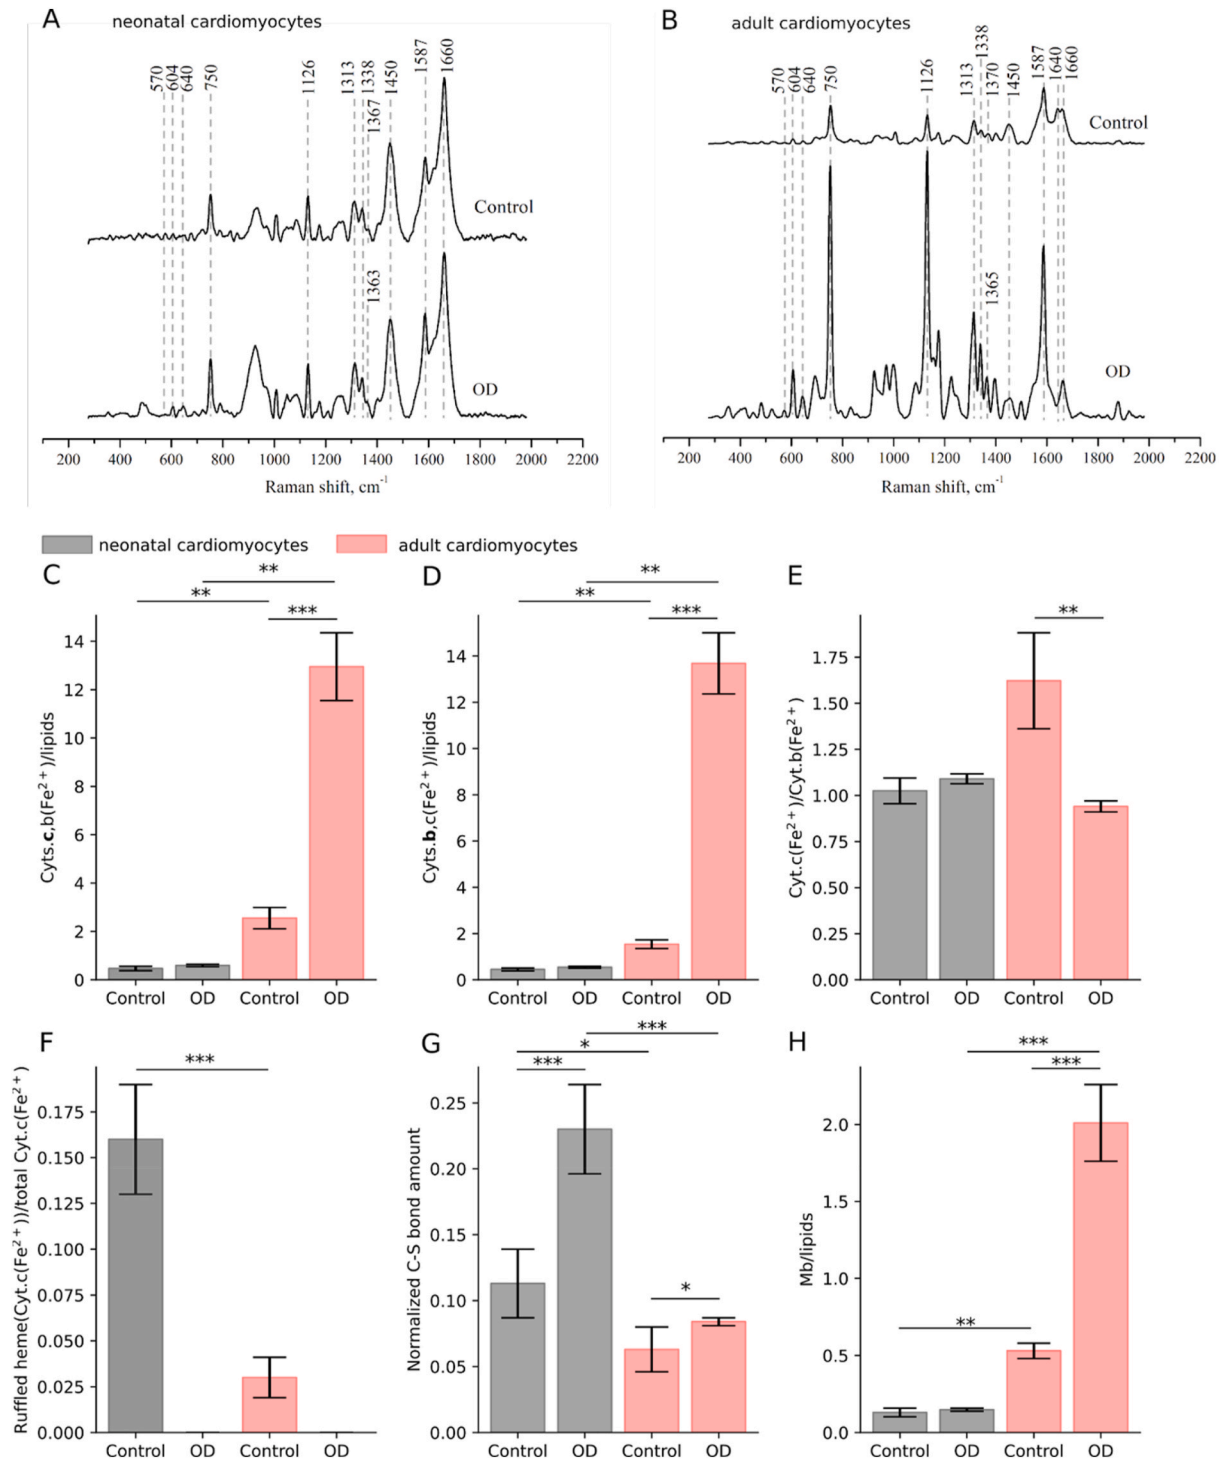 A
neonatal cardiomyocytes
570
604
640
750
1126
1313
1338
1367
1450
1587
1660
Control
1363
OD
200 400 600 800 1000 1200 1400 1600 1800 2000 2200
Raman shift, cm⁻¹
B
adult cardiomyocytes
570
604
640
750
1126
1313
1338
1370
1450
1587
1640
1660
Control
1365
OD
200 400 600 800 1000 1200 1400 1600 1800 2000 2200
Raman shift, cm⁻¹
neonatal cardiomyocytes
adult cardiomyocytes
C
**
**
***
14
12
10
8
6
4
2
0
Cyts.c,b(Fe²⁺)/lipids
Control OD Control OD
D
**
**
***
14
12
10
8
6
4
2
0
Cyts.b,c(Fe²⁺)/lipids
Control OD Control OD
E
**
1.75
1.50
1.25
1.00
0.75
0.50
0.25
0.00
Cyt.c(Fe²⁺)/Cyt.b(Fe²⁺)
Control OD Control OD
F
***
0.175
0.150
0.125
0.100
0.075
0.050
0.025
0.000
Ruffled heme(Cyt.c(Fe²⁺))/total Cyt.c(Fe²⁺)
Control OD Control OD
G
***
*
***
*
0.25
0.20
0.15
0.10
0.05
0.00
Normalized C-S bond amount
Control OD Control OD
H
***
***
**
2.0
1.5
1.0
0.5
0.0
Mb/lipids
Control OD Control OD